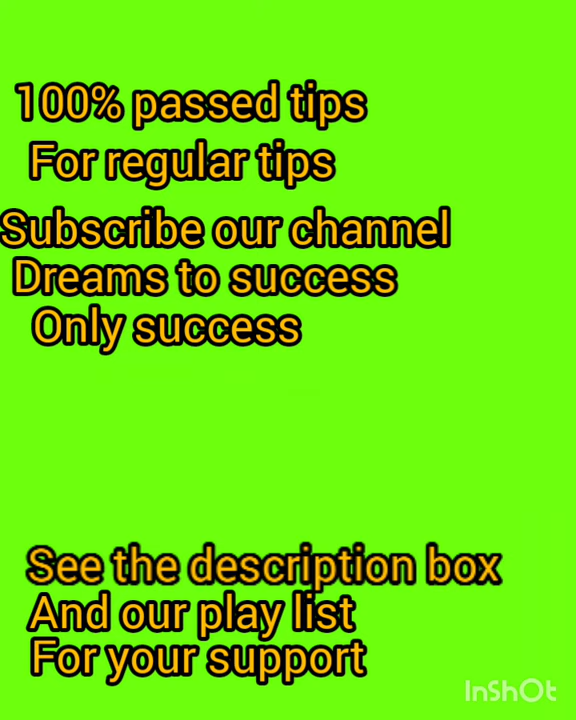 100% passed tips
For regular tips
Subscribe our channel
Dreams to success
Only success
See the description box
And our play list
For your support
InShOt